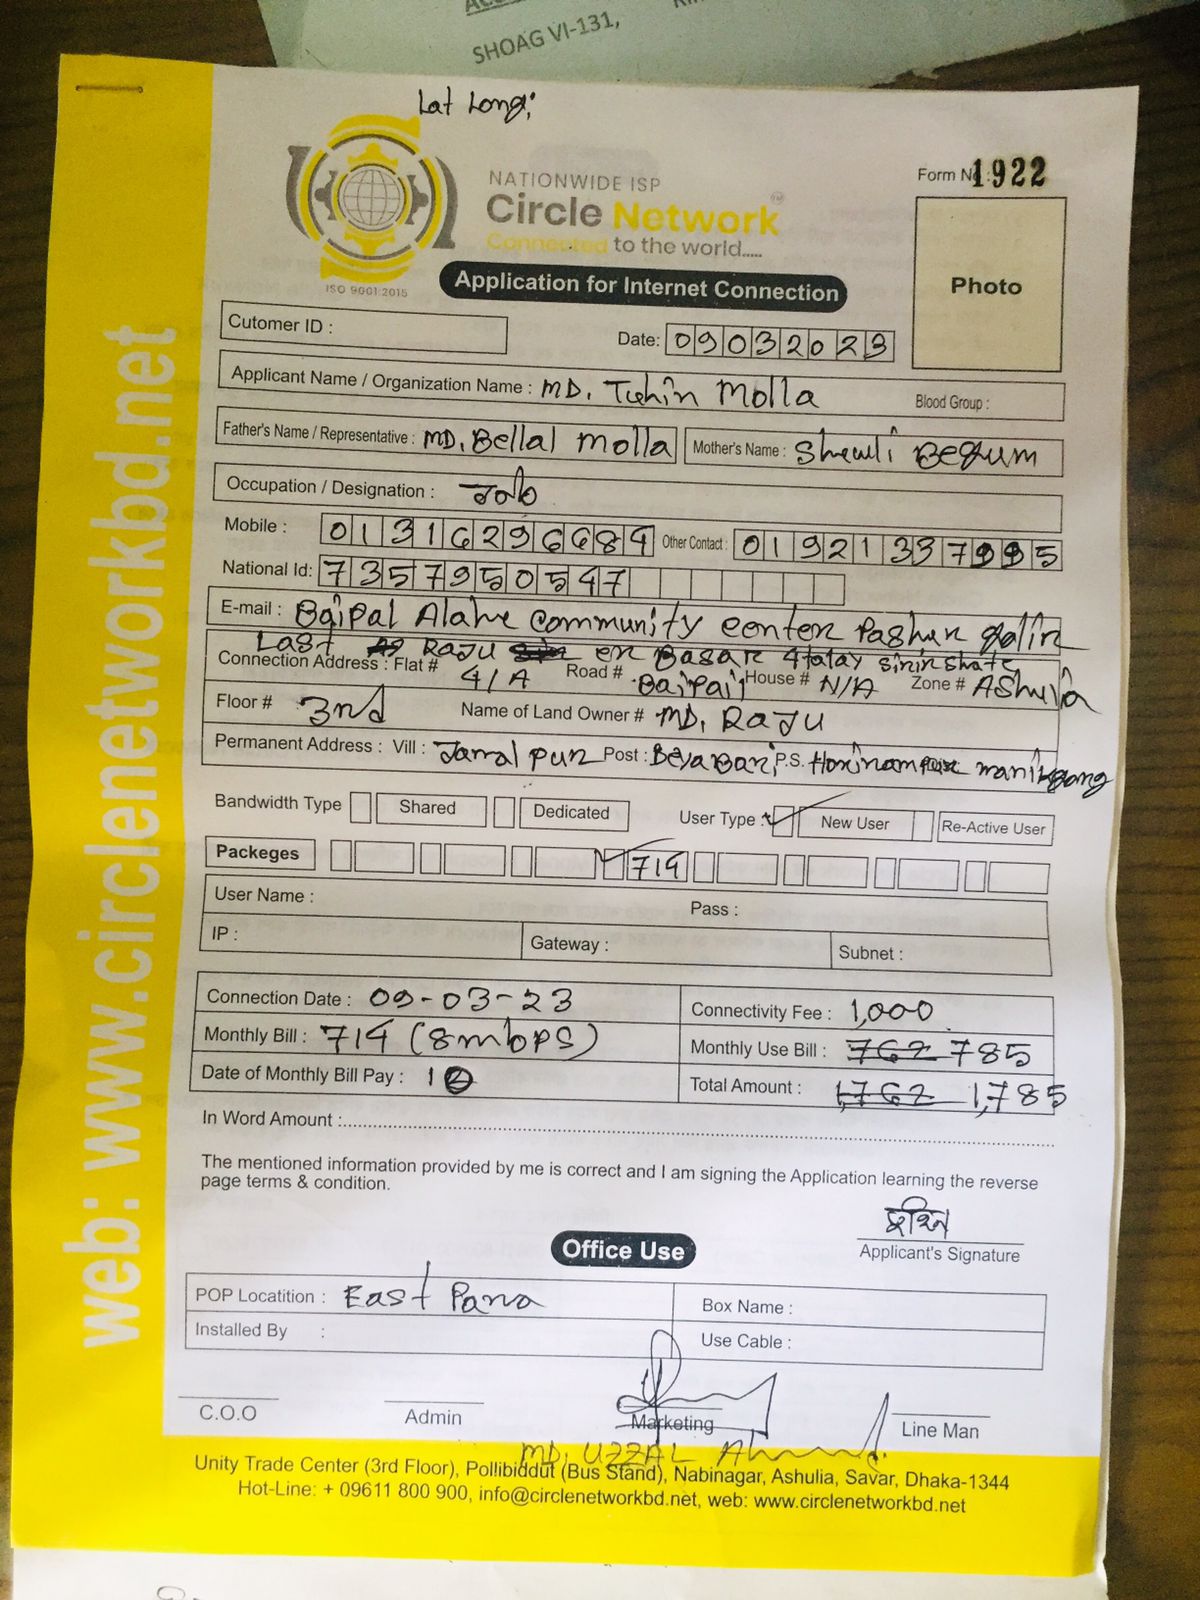 SHOAG VI-131,
Lat Long:
NATIONWIDE ISP
Circle Network
Connected to the world.....
ISO 9001:2015
Form No: 1922
Photo
Application for Internet Connection
Cutomer ID :
Date: 09032023
Applicant Name / Organization Name : MD. Tuhin Molla Blood Group :
Father's Name / Representative : MD. Bellal Molla Mother's Name : Sheuli Begum
Occupation / Designation : Job
Mobile : 01316296684 Other Contact : 01921337995
National Id: 7357950547
E-mail : Baipal Alahe community center Pasher galir
Last Raju er Basar 4talay sirir shate
Connection Address : Flat # 4/A Road # Baipail House # N/A Zone # Ashulia
Floor # 3rd Name of Land Owner # MD. Raju
Permanent Address : Vill : Jamal pur Post : P.S. Horirampur manikgong
Bandwidth Type Shared Dedicated User Type : New User Re-Active User
Packeges 714
User Name : Pass :
IP : Gateway : Subnet :
Connection Date : 09-03-23 Connectivity Fee : 1,000
Monthly Bill : 714 (8mbps) Monthly Use Bill : 762 785
Date of Monthly Bill Pay : 10 Total Amount : 1,762 1,785
In Word Amount :
The mentioned information provided by me is correct and I am signing the Application learning the reverse
page terms & condition.
তুহিন
Applicant's Signature
Office Use
POP Locatition : East Para Box Name :
Installed By : Use Cable :
C.O.O Admin Marketing Line Man
MD. UZZAL Ahmed
Unity Trade Center (3rd Floor), Pollibiddut (Bus Stand), Nabinagar, Ashulia, Savar, Dhaka-1344
Hot-Line: + 09611 800 900, info@circlenetworkbd.net, web: www.circlenetworkbd.net
web: www.circlenetworkbd.net